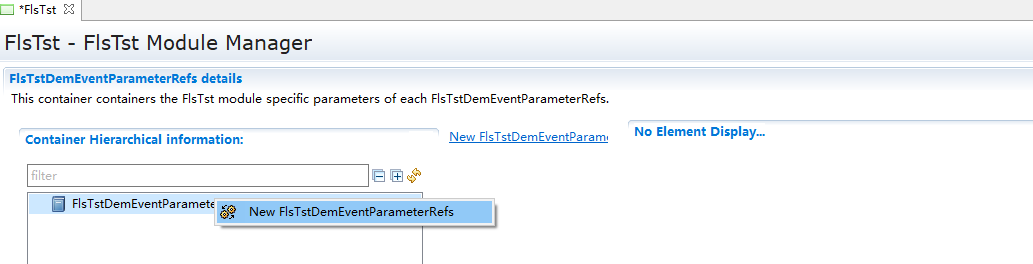 *FlsTst
FlsTst - FlsTst Module Manager
FlsTstDemEventParameterRefs details
This container containers the FlsTst module specific parameters of each FlsTstDemEventParameterRefs.
Container Hierarchical information:
New FlsTstDemEventParam
No Element Display...
filter
FlsTstDemEventParamete
New FlsTstDemEventParameterRefs